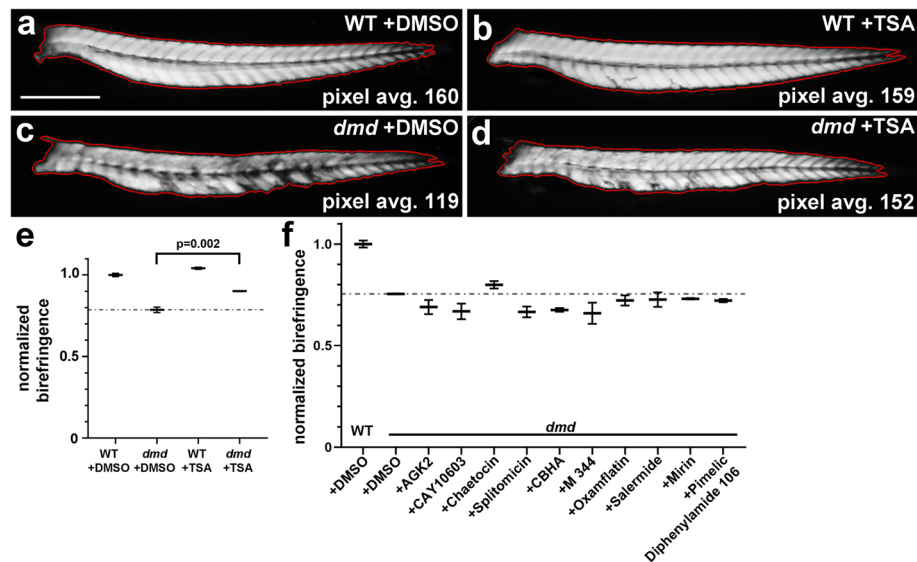 a
WT +DMSO
pixel avg. 160
b
WT +TSA
pixel avg. 159
c
dmd +DMSO
pixel avg. 119
d
dmd +TSA
pixel avg. 152
e
p=0.002
normalized
birefringence
1.0
0.5
0
WT
+DMSO
dmd
+DMSO
WT
+TSA
dmd
+TSA
f
normalized birefringence
1.0
0.5
0.0
WT
dmd
+DMSO
+DMSO
+AGK2
+CAY10603
+Chaetocin
+Splitomicin
+CBHA
+M 344
+Oxamflatin
+Salermide
+Mirin
+Pimelic
Diphenylamide 106